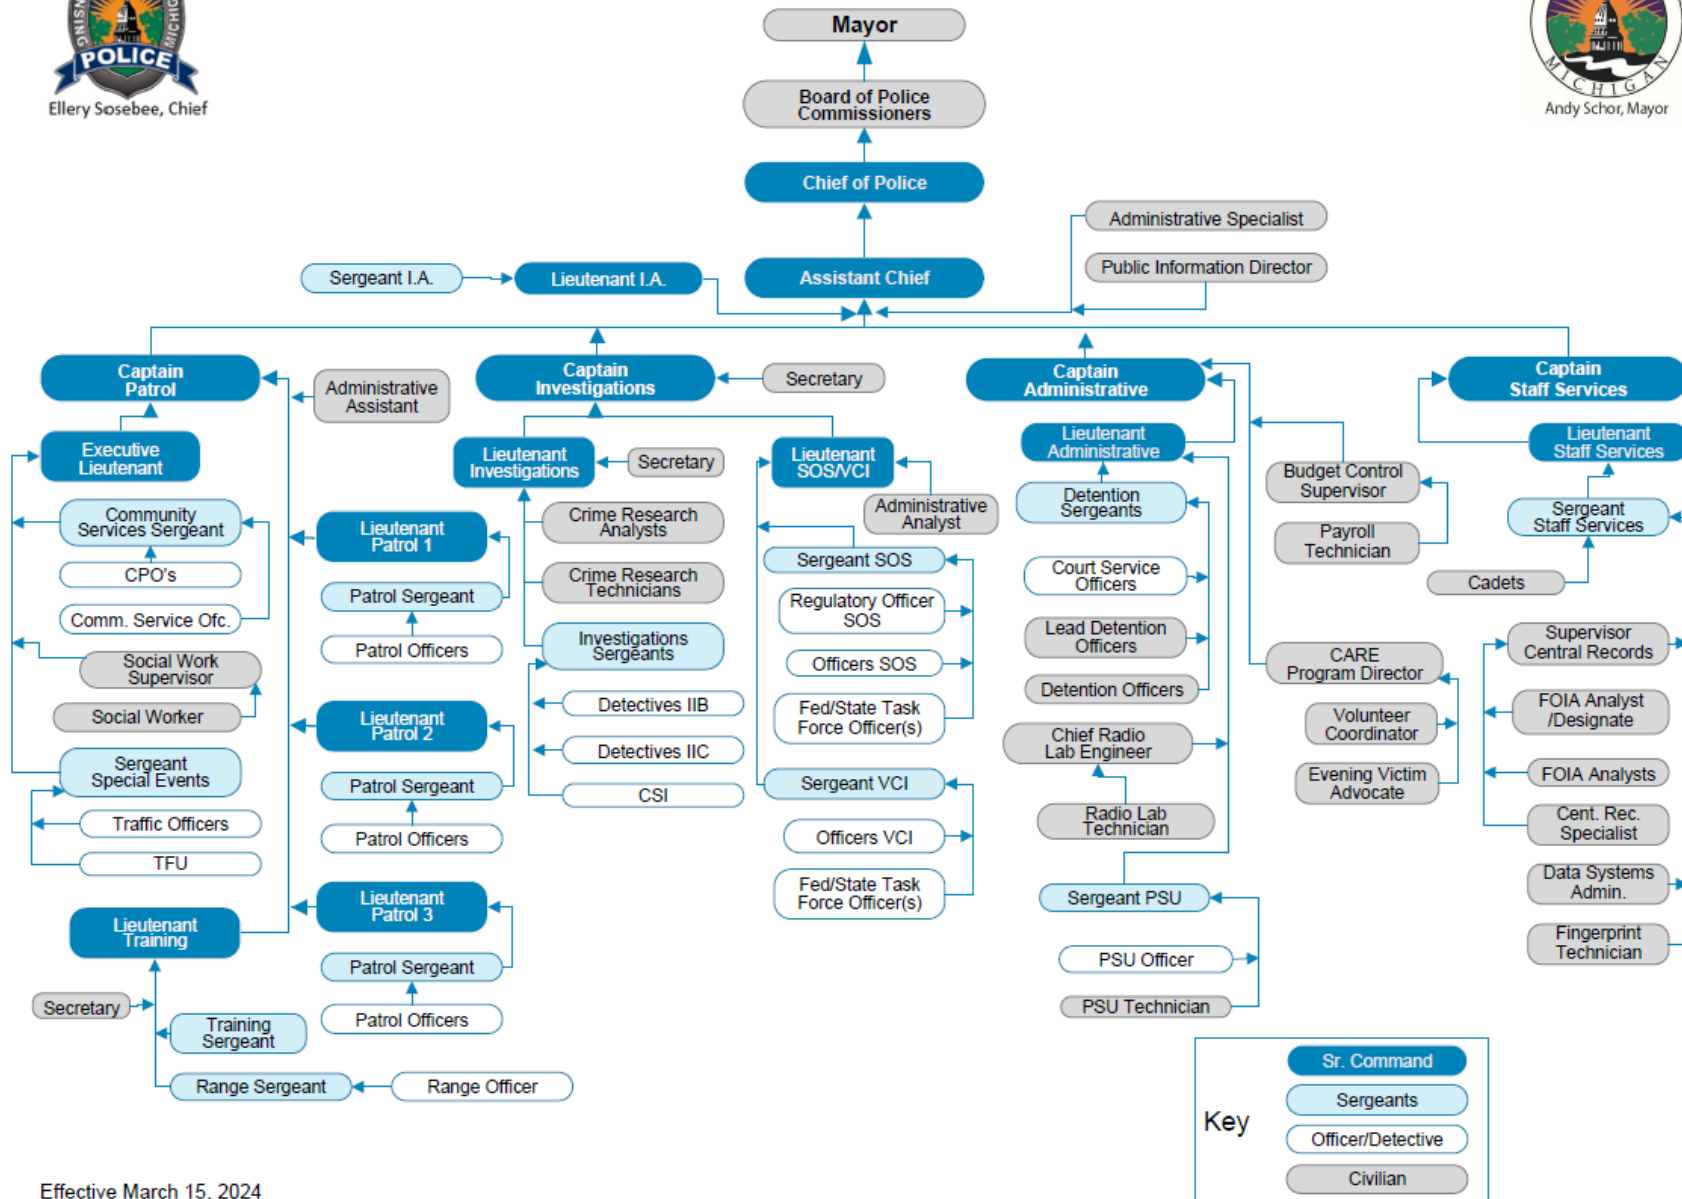 NSING
MICHIG
POLICE
Ellery Sosebee, Chief
MICHIGAN
Andy Schor, Mayor
Mayor
Board of Police
Commissioners
Chief of Police
Administrative Specialist
Public Information Director
Sergeant I.A.
Lieutenant I.A.
Assistant Chief
Captain
Patrol
Administrative
Assistant
Captain
Investigations
Secretary
Captain
Administrative
Captain
Staff Services
Executive
Lieutenant
Community
Services Sergeant
CPO's
Comm. Service Ofc.
Social Work
Supervisor
Social Worker
Sergeant
Special Events
Traffic Officers
TFU
Lieutenant
Training
Secretary
Training
Sergeant
Range Sergeant
Range Officer
Lieutenant
Patrol 1
Patrol Sergeant
Patrol Officers
Lieutenant
Patrol 2
Patrol Sergeant
Patrol Officers
Lieutenant
Patrol 3
Patrol Sergeant
Patrol Officers
Lieutenant
Investigations
Secretary
Crime Research
Analysts
Crime Research
Technicians
Investigations
Sergeants
Detectives IIB
Detectives IIC
CSI
Lieutenant
SOS/VCI
Administrative
Analyst
Sergeant SOS
Regulatory Officer
SOS
Officers SOS
Fed/State Task
Force Officer(s)
Sergeant VCI
Officers VCI
Fed/State Task
Force Officer(s)
Lieutenant
Administrative
Detention
Sergeants
Court Service
Officers
Lead Detention
Officers
Detention Officers
Chief Radio
Lab Engineer
Radio Lab
Technician
Sergeant PSU
PSU Officer
PSU Technician
Budget Control
Supervisor
Payroll
Technician
CARE
Program Director
Volunteer
Coordinator
Evening Victim
Advocate
Lieutenant
Staff Services
Sergeant
Staff Services
Cadets
Supervisor
Central Records
FOIA Analyst
/Designate
FOIA Analysts
Cent. Rec.
Specialist
Data Systems
Admin.
Fingerprint
Technician
Key
Sr. Command
Sergeants
Officer/Detective
Civilian
Effective March 15, 2024